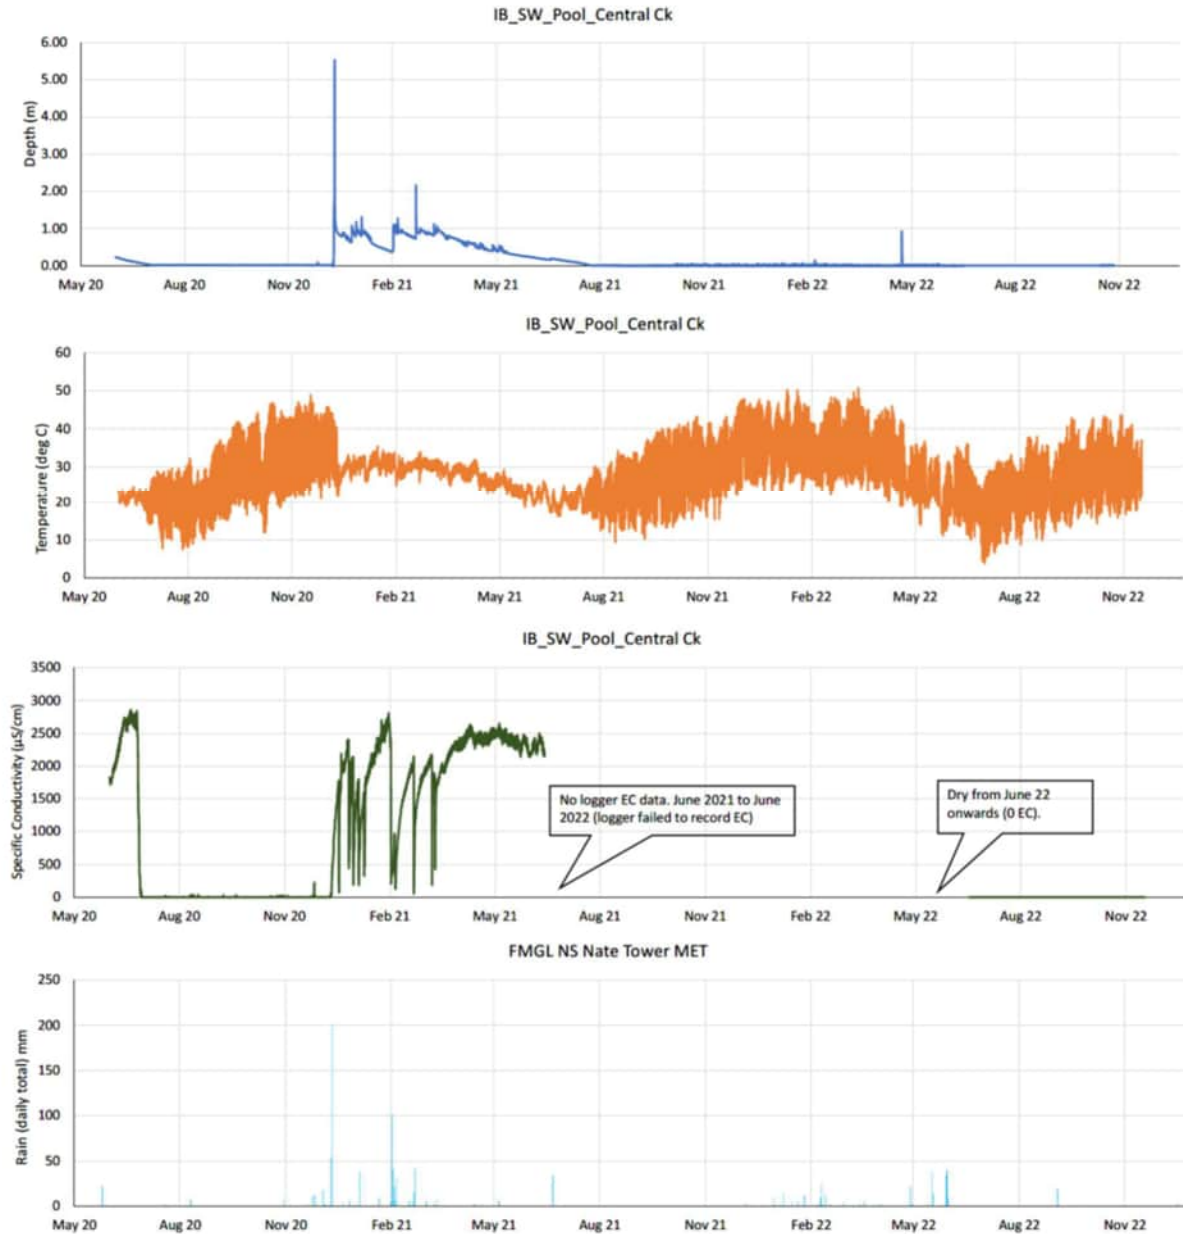 IB_SW_Pool_Central Ck
6.00
5.00
4.00
3.00
2.00
1.00
0.00
Depth (m)
May 20 Aug 20 Nov 20 Feb 21 May 21 Aug 21 Nov 21 Feb 22 May 22 Aug 22 Nov 22
IB_SW_Pool_Central Ck
60
50
40
30
20
10
0
Temperature (deg C)
May 20 Aug 20 Nov 20 Feb 21 May 21 Aug 21 Nov 21 Feb 22 May 22 Aug 22 Nov 22
IB_SW_Pool_Central Ck
3500
3000
2500
2000
1500
1000
500
0
Specific Conductivity (µS/cm)
No logger EC data. June 2021 to June
2022 (logger failed to record EC)
Dry from June 22
onwards (0 EC).
May 20 Aug 20 Nov 20 Feb 21 May 21 Aug 21 Nov 21 Feb 22 May 22 Aug 22 Nov 22
FMGL NS Nate Tower MET
250
200
150
100
50
0
Rain (daily total) mm
May 20 Aug 20 Nov 20 Feb 21 May 21 Aug 21 Nov 21 Feb 22 May 22 Aug 22 Nov 22